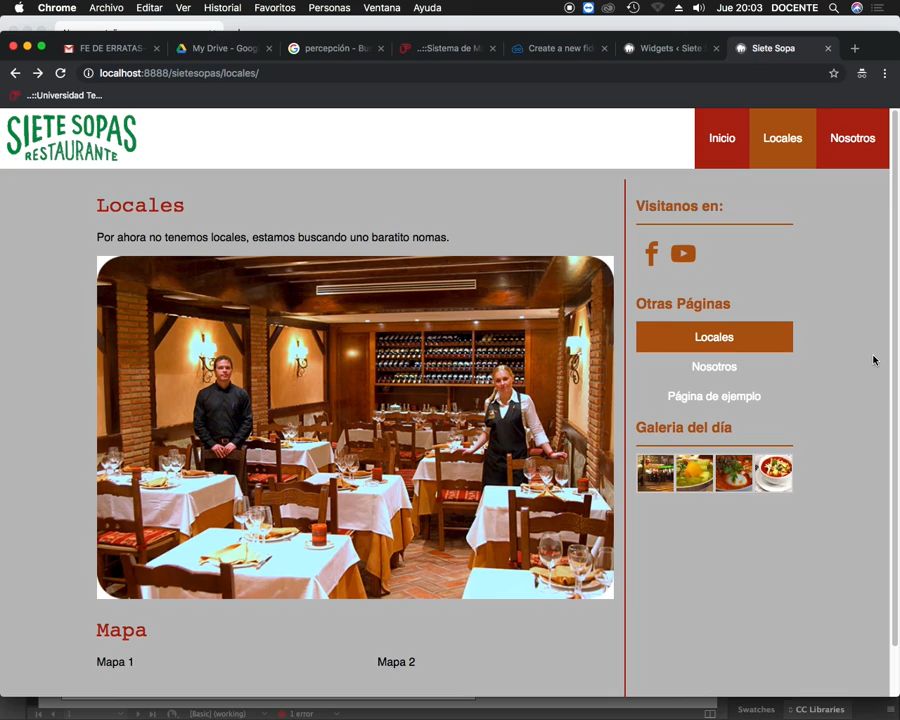 Chrome Archivo Editar Ver Historial Favoritos Personas Ventana Ayuda Jue 20:03 DOCENTE
FE DE ERRATAS- My Drive - Goog percepción - Bu ..::Sistema de M Create a new fid Widgets ‹ Siete Siete Sopa
localhost:8888/sietesopas/locales/
..::Universidad Te...
SIETE SOPAS
RESTAURANTE
Inicio Locales Nosotros
Locales
Por ahora no tenemos locales, estamos buscando uno baratito nomas.
Mapa
Mapa 1 Mapa 2
Visitanos en:
Otras Páginas
Locales
Nosotros
Página de ejemplo
Galeria del día
[Basic] (working) 1 error Swatches CC Libraries